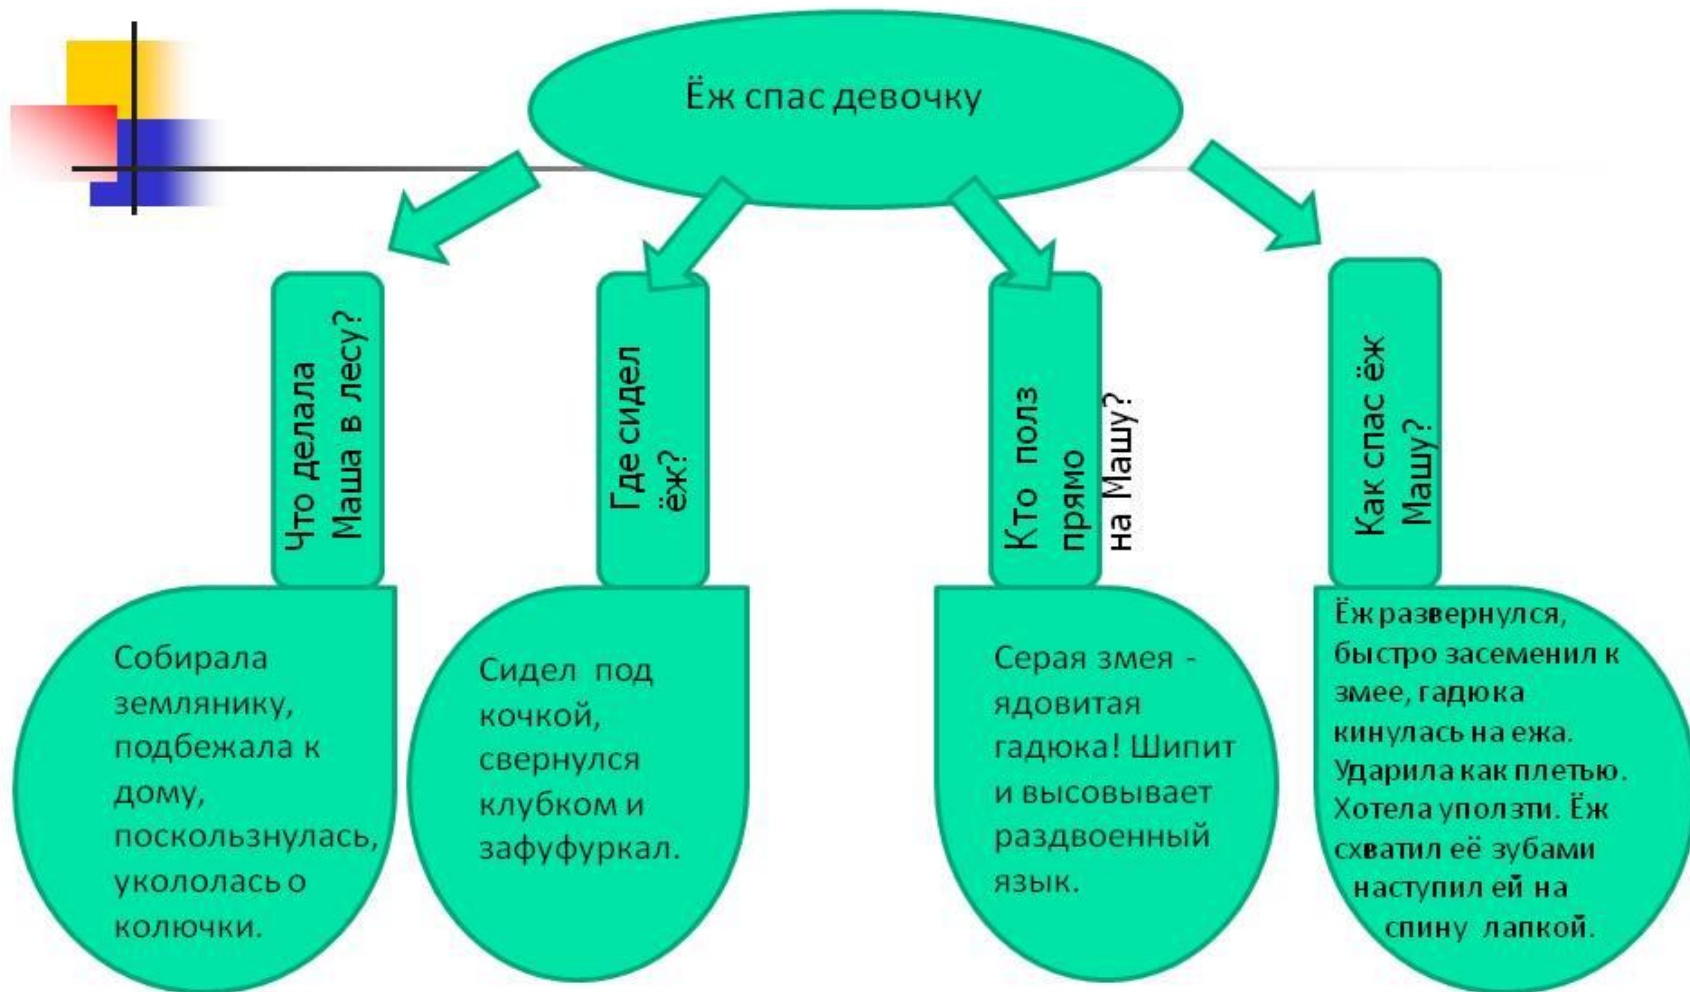 Ёж спас девочку
Что делала
Маша в лесу?
Собирала
землянику,
подбежала к
дому,
поскользнулась,
укололась о
колючки.
Где сидел
ёж?
Сидел под
кочкой,
свернулся
клубком и
зафуфуркал.
Кто полз
прямо
на Машу?
Серая змея -
ядовитая
гадюка! Шипит
и высовывает
раздвоенный
язык.
Как спас ёж
Машу?
Ёж развернулся,
быстро засеменил к
змее, гадюка
кинулась на ежа.
Ударила как плетью.
Хотела уползти. Ёж
схватил её зубами
наступил ей на
спину лапкой.